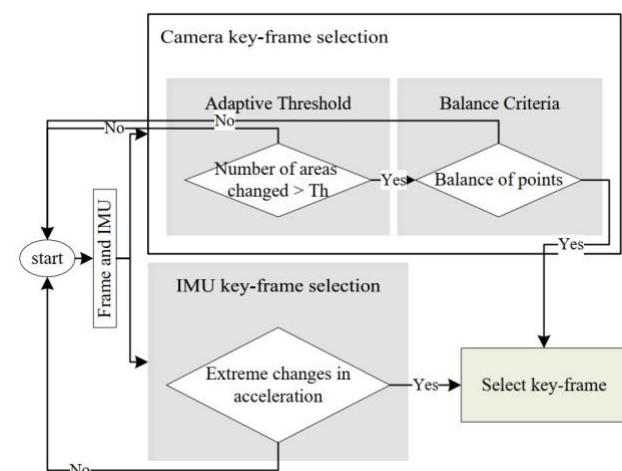 Camera key-frame selection
Adaptive Threshold
Balance Criteria
No
No
Number of areas
changed > Th
Yes
Balance of points
Yes
start
Frame and IMU
IMU key-frame selection
Extreme changes in
acceleration
Yes
Select key-frame
No